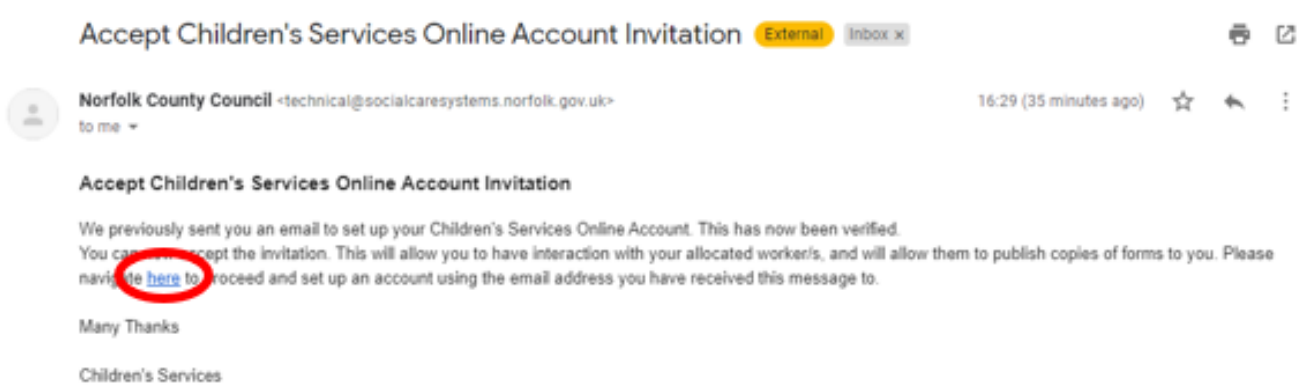 Accept Children's Services Online Account Invitation External Inbox x
Norfolk County Council <technical@socialcaresystems.norfolk.gov.uk> 16:29 (35 minutes ago)
to me
Accept Children's Services Online Account Invitation
We previously sent you an email to set up your Children's Services Online Account. This has now been verified.
You can cept the invitation. This will allow you to have interaction with your allocated worker/s, and will allow them to publish copies of forms to you. Please
navigate here to proceed and set up an account using the email address you have received this message to.
Many Thanks
Children's Services